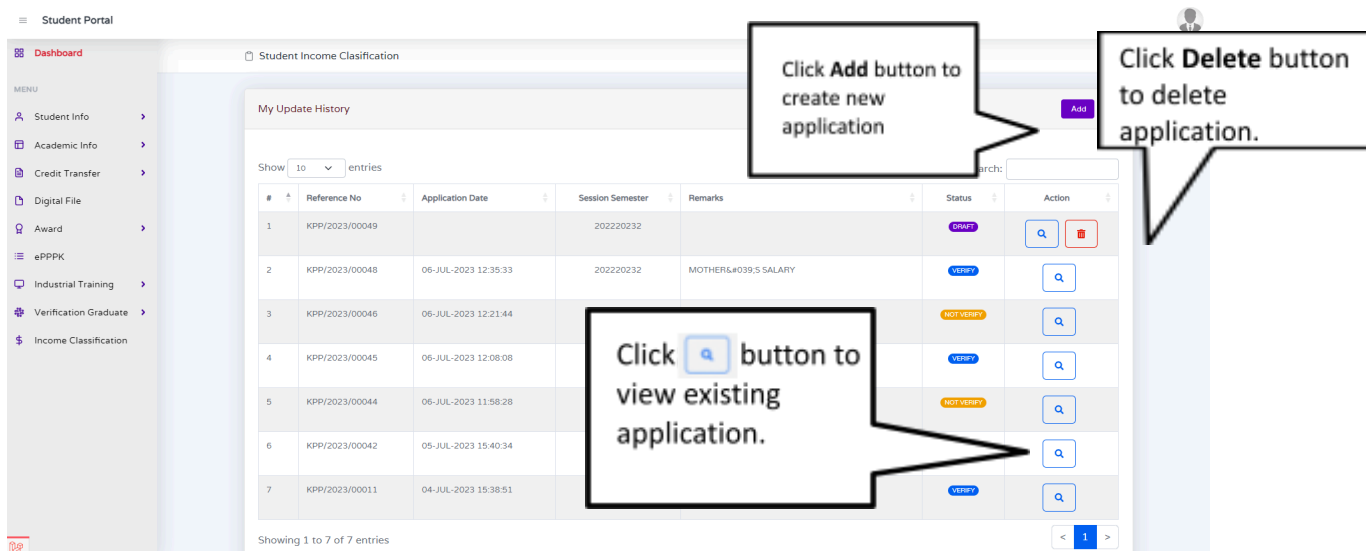 Student Portal
Dashboard
MENU
Student Info
Academic Info
Credit Transfer
Digital File
Award
ePPPK
Industrial Training
Verification Graduate
Income Classification
Student Income Clasification
My Update History
Add
Show 10 entries
arch:
# Reference No Application Date Session Semester Remarks Status Action
1 KPP/2023/00049 202220232 DRAFT
2 KPP/2023/00048 06-JUL-2023 12:35:33 202220232 MOTHER&#039;S SALARY VERIFY
3 KPP/2023/00046 06-JUL-2023 12:21:44 NOT VERIFY
4 KPP/2023/00045 06-JUL-2023 12:08:08 VERIFY
5 KPP/2023/00044 06-JUL-2023 11:58:28 NOT VERIFY
6 KPP/2023/00042 05-JUL-2023 15:40:34
7 KPP/2023/00011 04-JUL-2023 15:38:51 VERIFY
Showing 1 to 7 of 7 entries
< 1 >
Click Add button to
create new
application
Click Delete button
to delete
application.
Click button to
view existing
application.